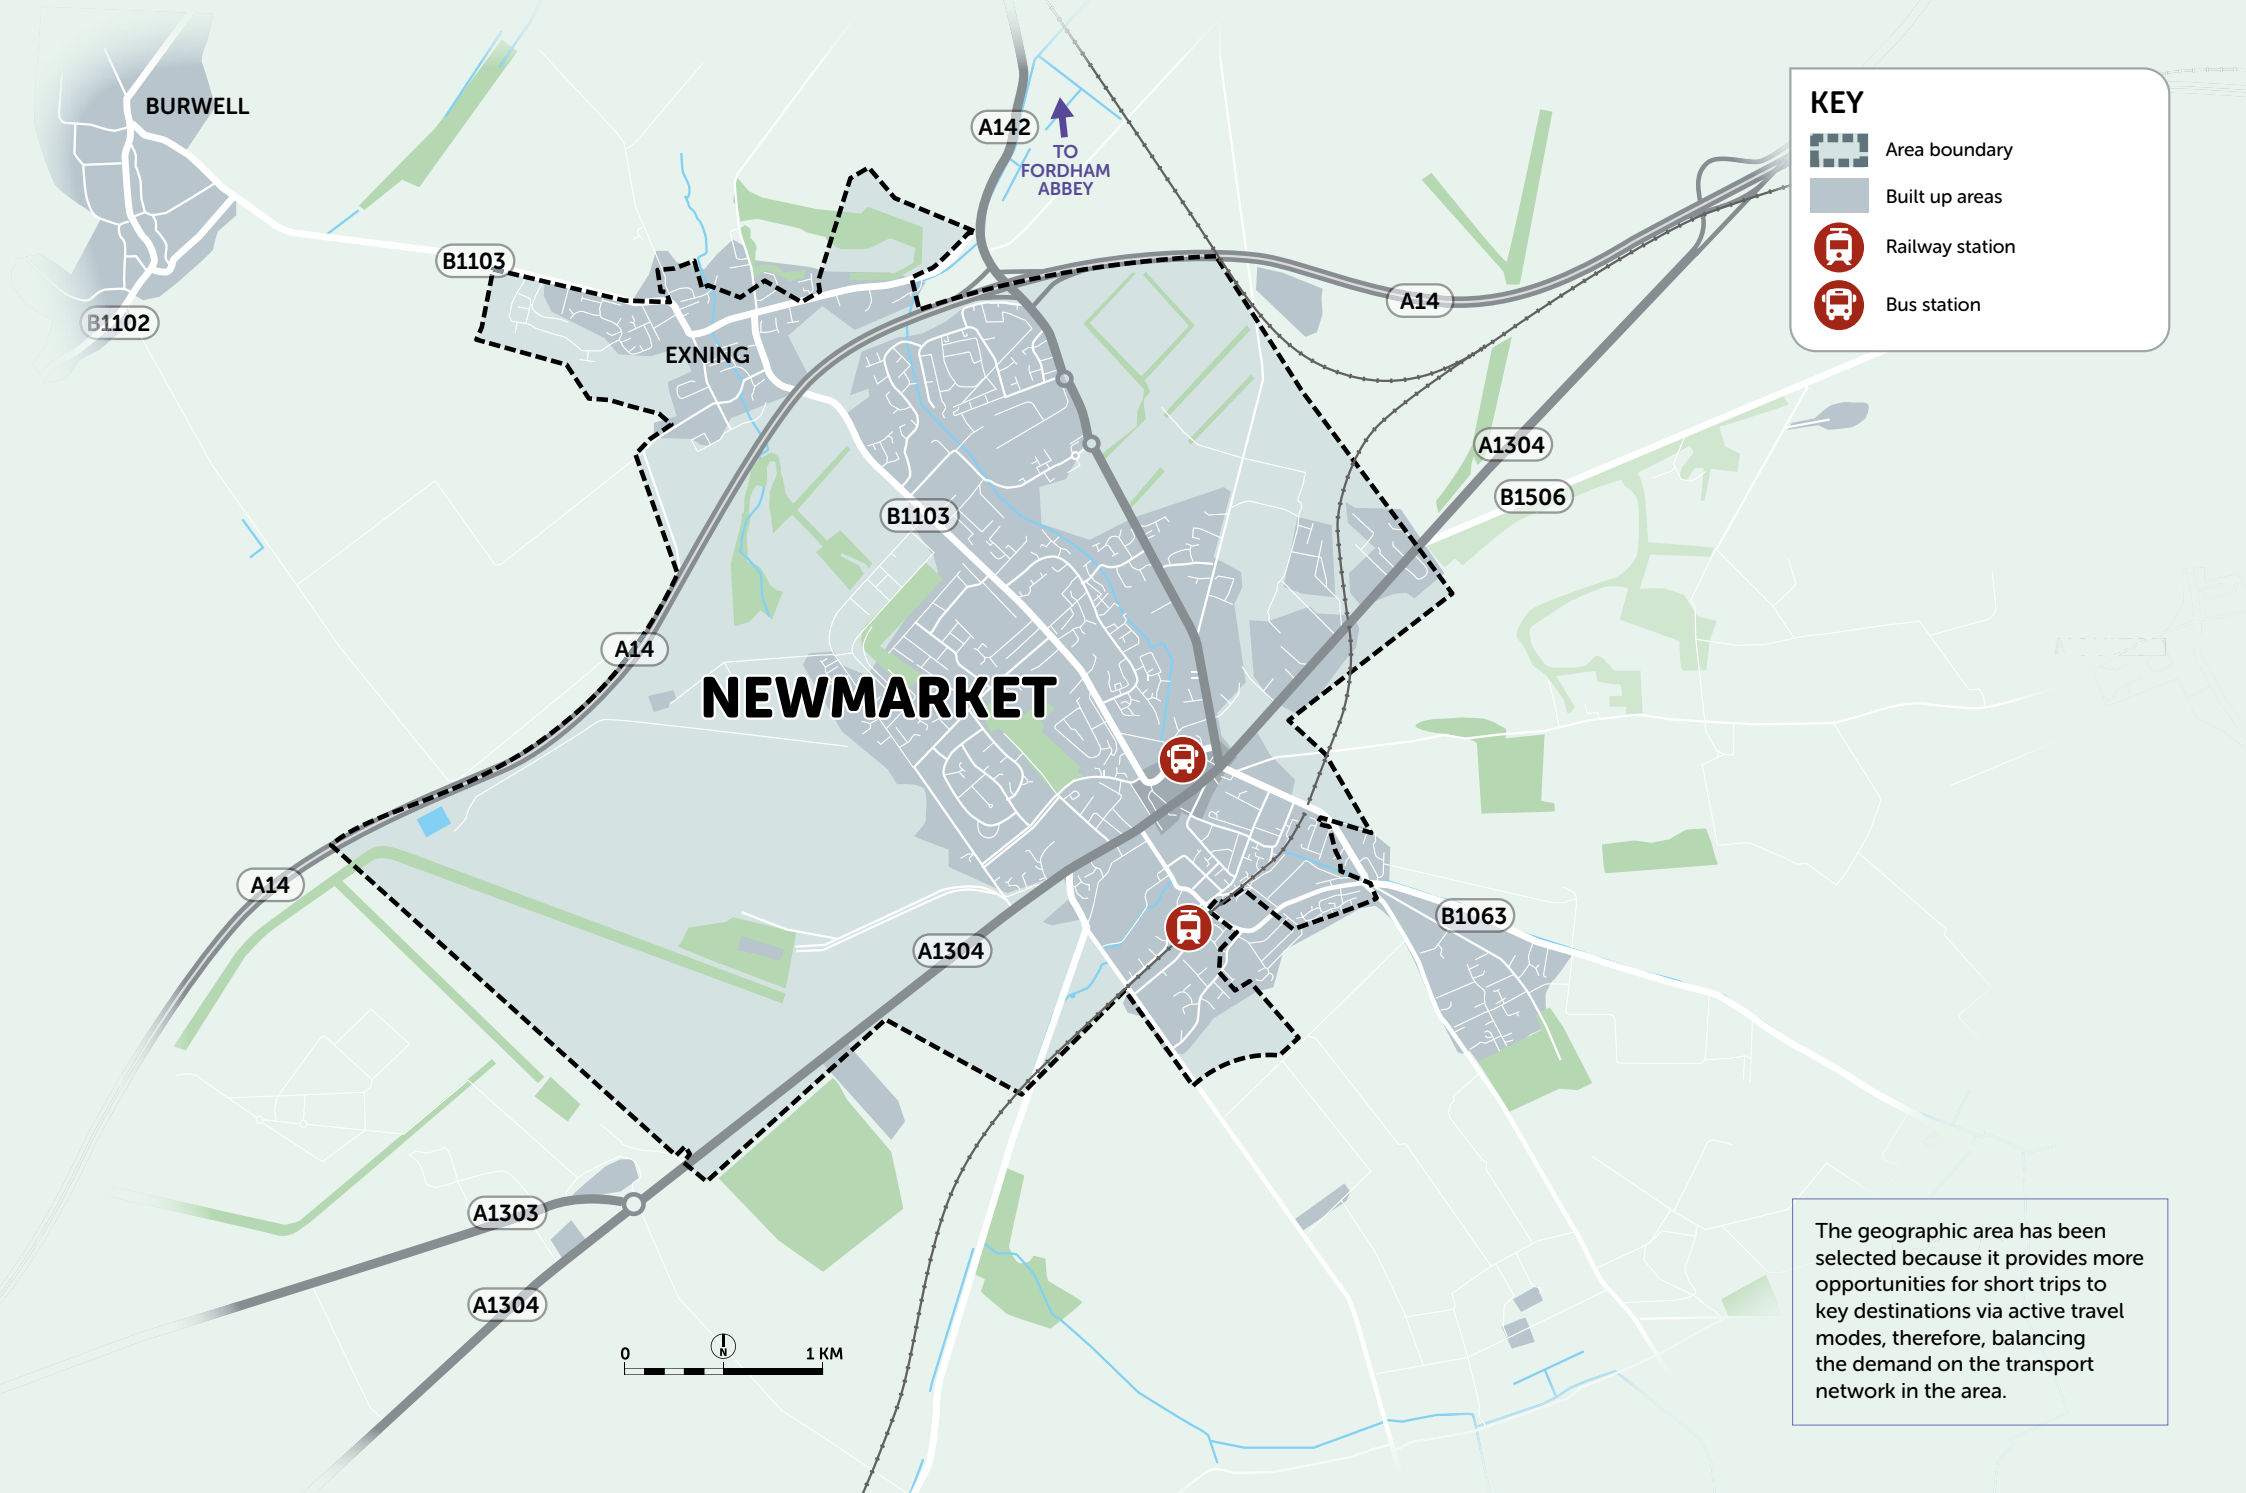 BURWELL
A142
TO
FORDHAM
ABBEY
KEY
Area boundary
Built up areas
Railway station
Bus station
B1103
A14
B1102
EXNING
A1304
B1506
B1103
A14
NEWMARKET
A14
B1063
A1304
A1303
A1304
0
N
1 KM
The geographic area has been
selected because it provides more
opportunities for short trips to
key destinations via active travel
modes, therefore, balancing
the demand on the transport
network in the area.